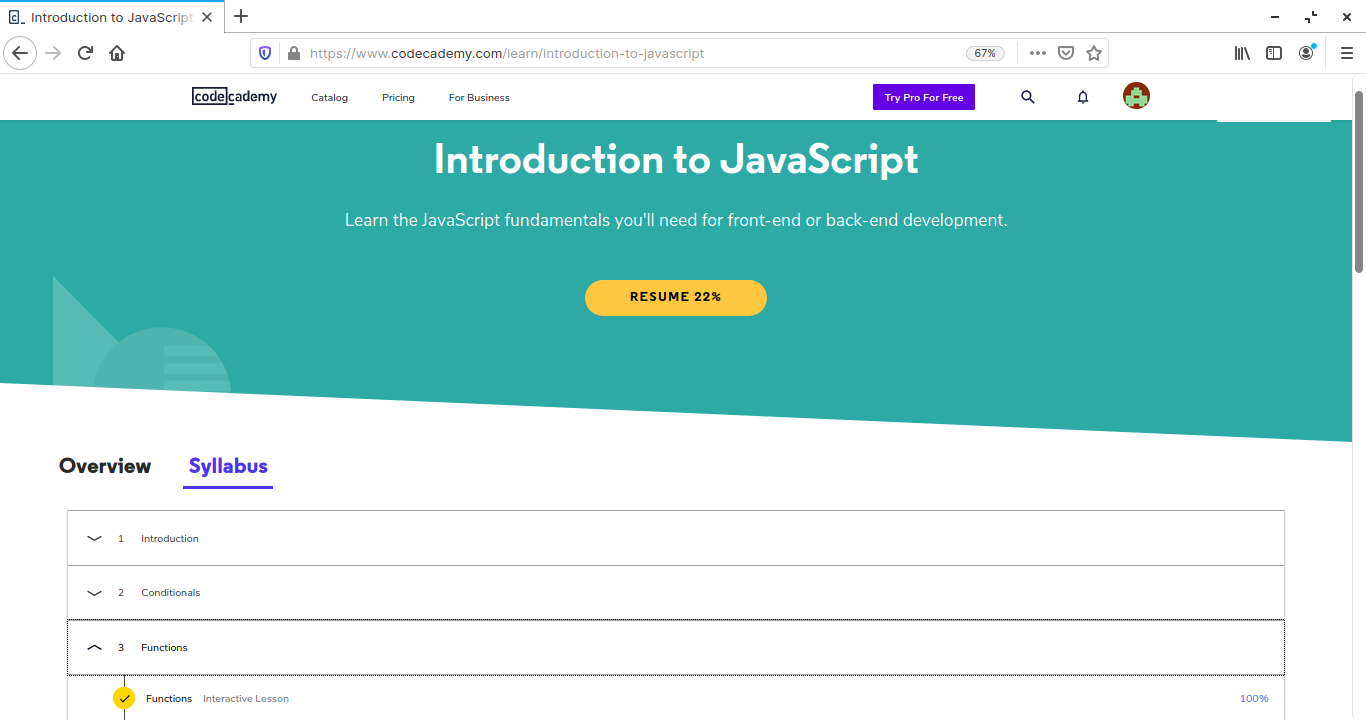 Introduction to JavaScript
https://www.codecademy.com/learn/introduction-to-javascript 67%
codecademy Catalog Pricing For Business Try Pro For Free
Introduction to JavaScript
Learn the JavaScript fundamentals you'll need for front-end or back-end development.
RESUME 22%
Overview Syllabus
1 Introduction
2 Conditionals
3 Functions
Functions Interactive Lesson 100%